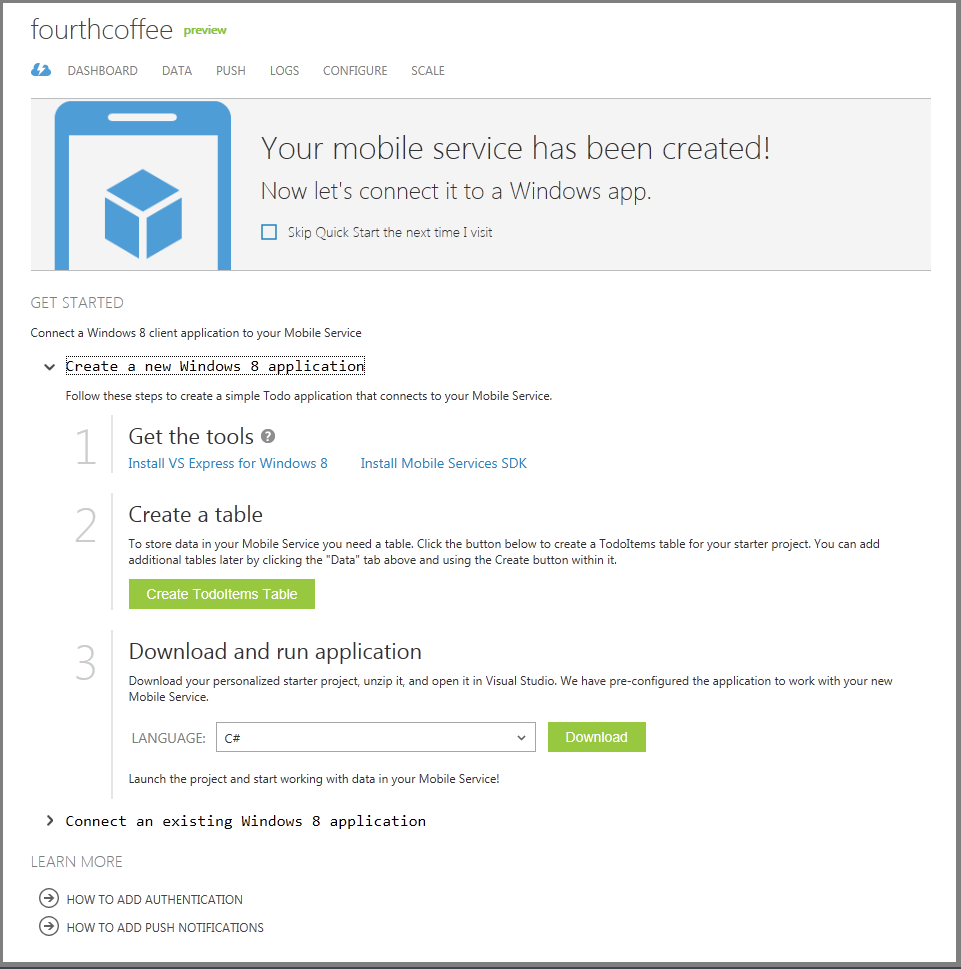 fourthcoffee preview
DASHBOARD DATA PUSH LOGS CONFIGURE SCALE
Your mobile service has been created!
Now let's connect it to a Windows app.
Skip Quick Start the next time I visit
GET STARTED
Connect a Windows 8 client application to your Mobile Service
Create a new Windows 8 application
Follow these steps to create a simple Todo application that connects to your Mobile Service.
1 Get the tools ?
Install VS Express for Windows 8 Install Mobile Services SDK
2 Create a table
To store data in your Mobile Service you need a table. Click the button below to create a TodoItems table for your starter project. You can add
additional tables later by clicking the "Data" tab above and using the Create button within it.
Create TodoItems Table
3 Download and run application
Download your personalized starter project, unzip it, and open it in Visual Studio. We have pre-configured the application to work with your new
Mobile Service.
LANGUAGE: C# Download
Launch the project and start working with data in your Mobile Service!
Connect an existing Windows 8 application
LEARN MORE
HOW TO ADD AUTHENTICATION
HOW TO ADD PUSH NOTIFICATIONS